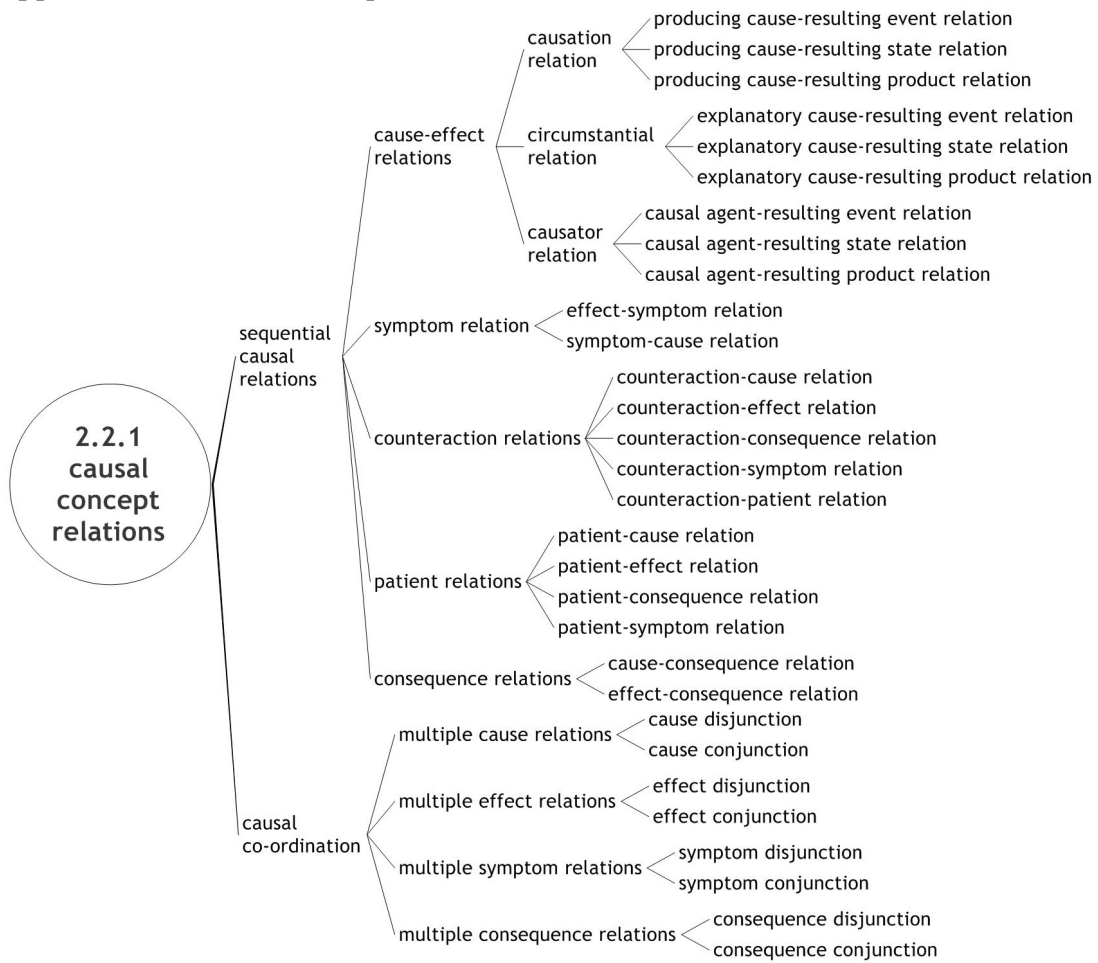 2.2.1
causal
concept
relations
sequential
causal
relations
cause-effect
relations
causation
relation
producing cause-resulting event relation
producing cause-resulting state relation
producing cause-resulting product relation
circumstantial
relation
explanatory cause-resulting event relation
explanatory cause-resulting state relation
explanatory cause-resulting product relation
causator
relation
causal agent-resulting event relation
causal agent-resulting state relation
causal agent-resulting product relation
symptom relation
effect-symptom relation
symptom-cause relation
counteraction relations
counteraction-cause relation
counteraction-effect relation
counteraction-consequence relation
counteraction-symptom relation
counteraction-patient relation
patient relations
patient-cause relation
patient-effect relation
patient-consequence relation
patient-symptom relation
consequence relations
cause-consequence relation
effect-consequence relation
causal
co-ordination
multiple cause relations
cause disjunction
cause conjunction
multiple effect relations
effect disjunction
effect conjunction
multiple symptom relations
symptom disjunction
symptom conjunction
multiple consequence relations
consequence disjunction
consequence conjunction